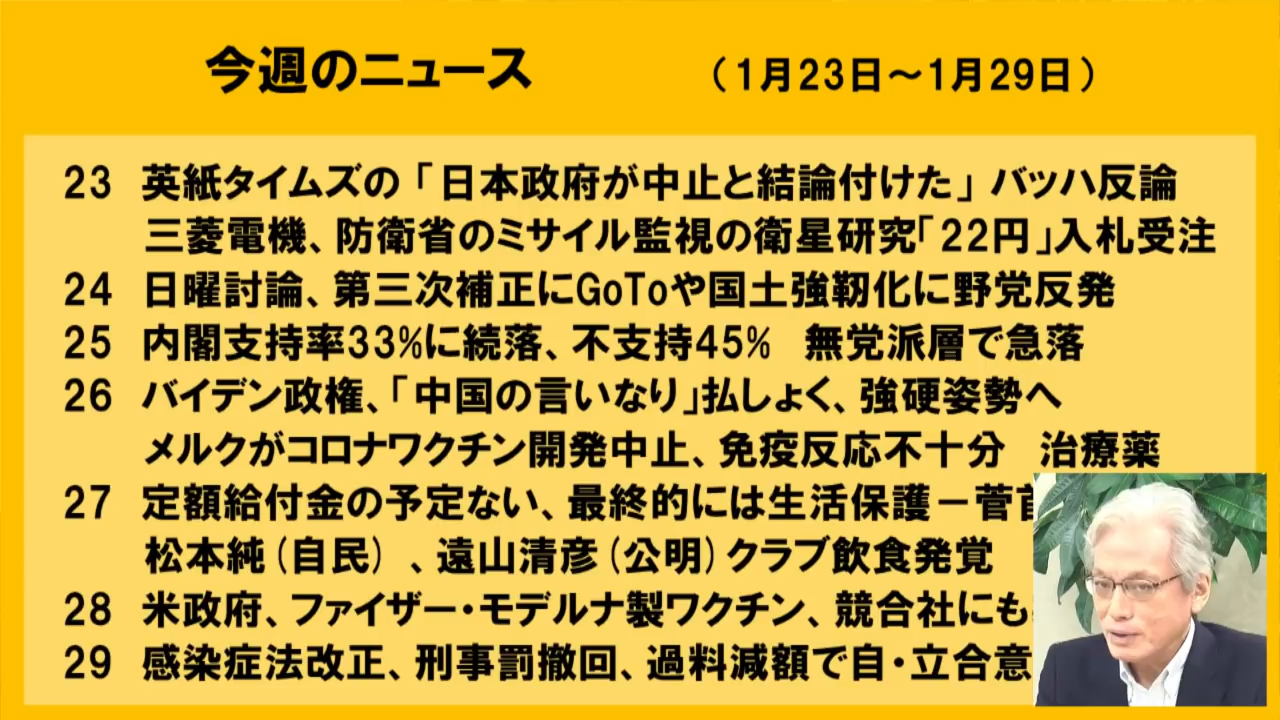 今週のニュース （1月23日～1月29日）
23 英紙タイムズの「日本政府が中止と結論付けた」 バッハ反論
三菱電機、防衛省のミサイル監視の衛星研究「22円」入札受注
24 日曜討論、第三次補正にGoToや国土強靭化に野党反発
25 内閣支持率33%に続落、不支持45% 無党派層で急落
26 バイデン政権、「中国の言いなり」払しょく、強硬姿勢へ
メルクがコロナワクチン開発中止、免疫反応不十分 治療薬
27 定額給付金の予定ない、最終的には生活保護－菅首
松本純(自民) 、遠山清彦(公明)クラブ飲食発覚
28 米政府、ファイザー・モデルナ製ワクチン、競合社にも
29 感染症法改正、刑事罰撤回、過料減額で自・立合意